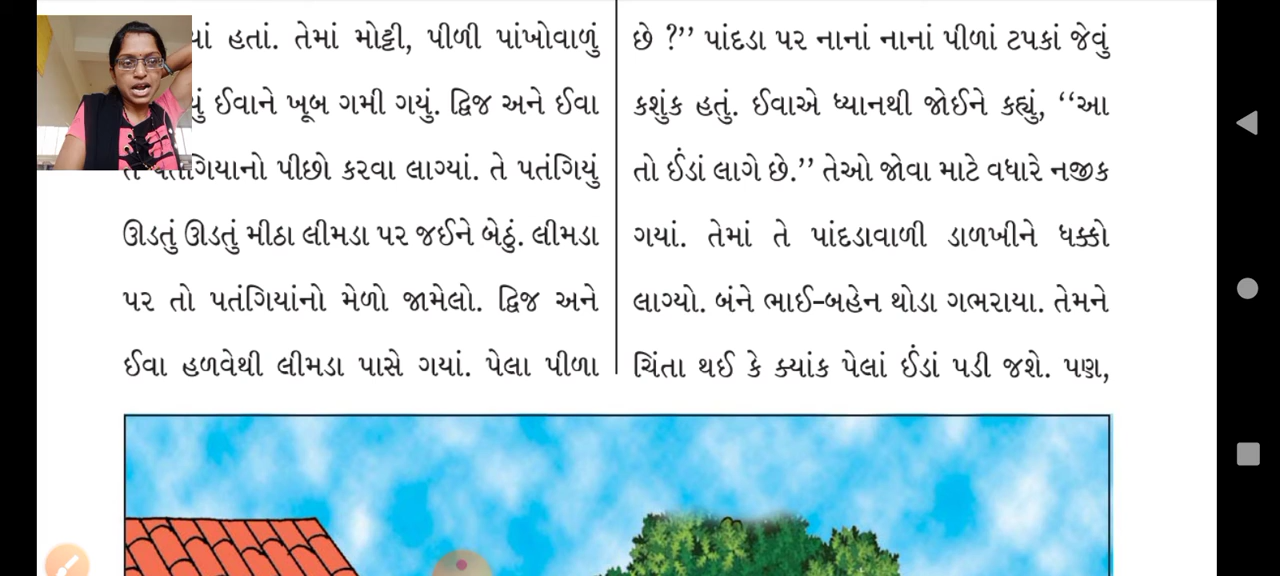 હતાં. તેમાં મોટ્ટી, પીળી પાંખોવાળું
ઈવાને ખૂબ ગમી ગયું. દ્વિજ અને ઈવા
પીછો કરવા લાગ્યાં. તે પતંગિયું
ઊડતું ઊડતું મીઠા લીમડા પર જઈને બેઠું. લીમડા
પર તો પતંગિયાંનો મેળો જામેલો. દ્વિજ અને
ઈવા હળવેથી લીમડા પાસે ગયાં. પેલા પીળા
છે ?” પાંદડા પર નાનાં નાનાં પીળાં ટપકાં જેવું
કશુંક હતું. ઈવાએ ધ્યાનથી જોઈને કહ્યું, “આ
તો ઈંડાં લાગે છે.” તેઓ જોવા માટે વધારે નજીક
ગયાં. તેમાં તે પાંદડાવાળી ડાળખીને ધક્કો
લાગ્યો. બંને ભાઈ-બહેન થોડા ગભરાયા. તેમને
ચિંતા થઈ કે ક્યાંક પેલાં ઈંડાં પડી જશે. પણ,